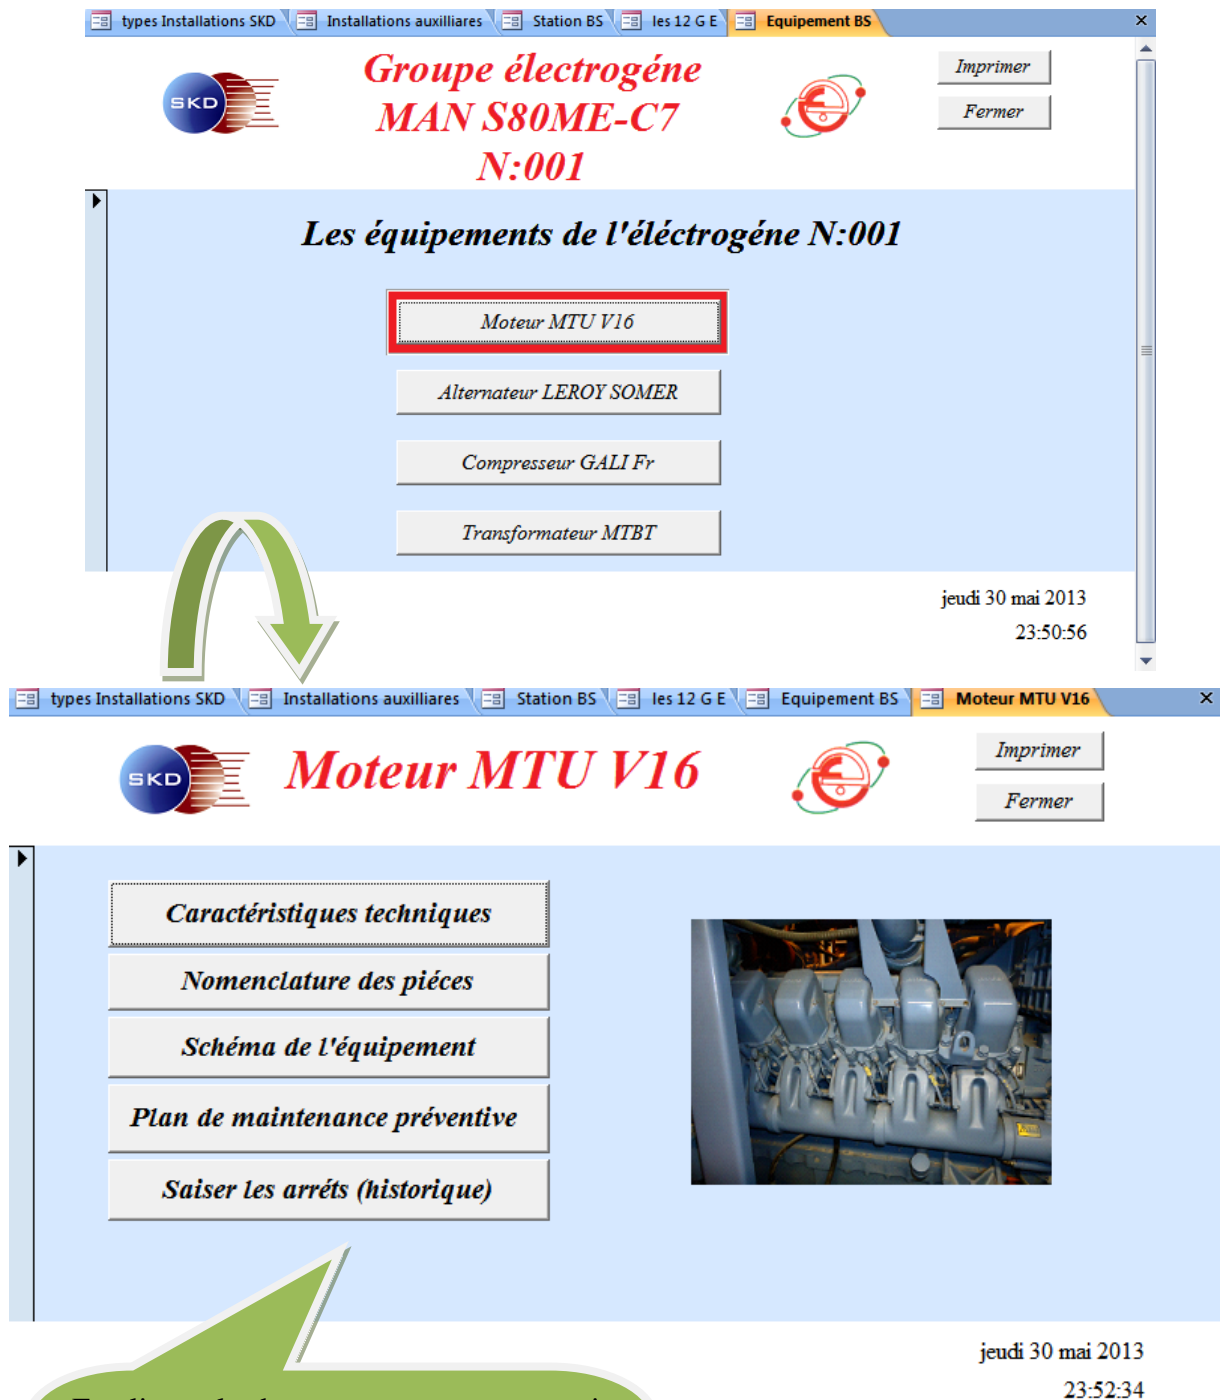 types Installations SKD Installations auxilliares Station BS les 12 G E Equipement BS
SKD
Groupe électrogéne
MAN S80ME-C7
N:001
Imprimer
Fermer
Les équipements de l'éléctrogéne N:001
Moteur MTU V16
Alternateur LEROY SOMER
Compresseur GALI Fr
Transformateur MTBT
jeudi 30 mai 2013
23:50:56
types Installations SKD Installations auxilliares Station BS les 12 G E Equipement BS Moteur MTU V16
SKD
Moteur MTU V16
Imprimer
Fermer
Caractéristiques techniques
Nomenclature des piéces
Schéma de l'équipement
Plan de maintenance préventive
Saiser les arréts (historique)
jeudi 30 mai 2013
23:52:34